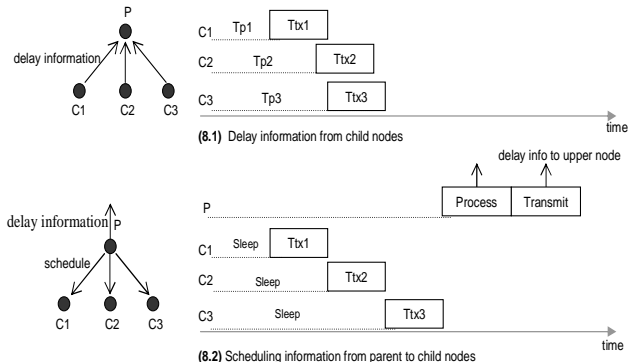 P
delay information
C1 C2 C3
C1 Tp1 Ttx1
C2 Tp2 Ttx2
C3 Tp3 Ttx3
time
(8.1) Delay information from child nodes
delay info to upper node
P Process Transmit
delay information P
schedule
C1 C2 C3
C1 Sleep Ttx1
C2 Sleep Ttx2
C3 Sleep Ttx3
time
(8.2) Scheduling information from parent to child nodes